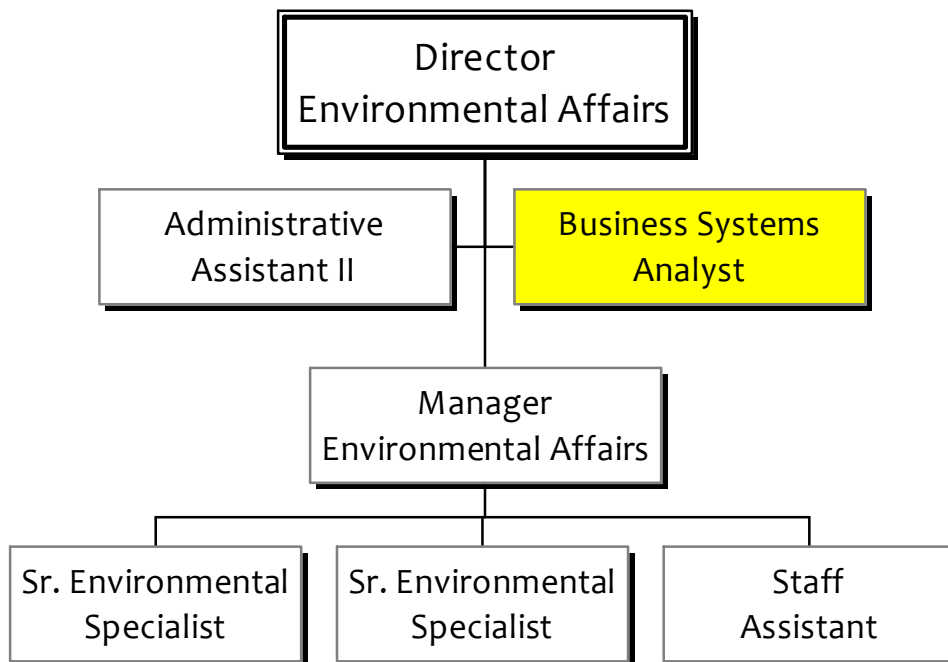 Director
Environmental Affairs
Administrative
Assistant II
Business Systems
Analyst
Manager
Environmental Affairs
Sr. Environmental
Specialist
Sr. Environmental
Specialist
Staff
Assistant